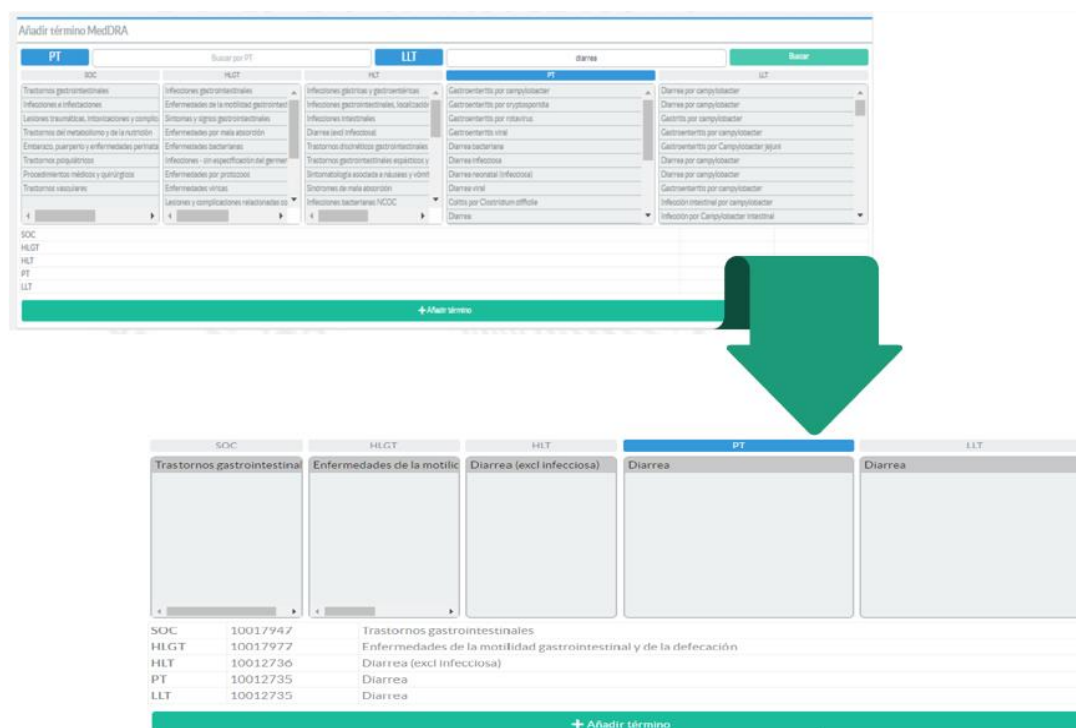 Añadir término MedDRA
PT Buscar por PT LLT diarrea Buscar
SOC HLGT HLT PT LLT
Trastornos gastrointestinales Infecciones gastrointestinales Infecciones gástricas y gastroentéricas Gastroenteritis por campylobacter Diarrea por campylobacter
Infecciones e infestaciones Enfermedades de la motilidad gastrointest Infecciones gastrointestinales, localización Gastroenteritis por cryptosporidia Diarrea por campylobacter
Lesiones traumáticas, intoxicaciones y complic Síntomas y signos gastrointestinales Infecciones intestinales Gastroenteritis por rotavirus Gastritis por campylobacter
Trastornos del metabolismo y de la nutrición Enfermedades por mala absorción Diarrea (excl infecciosa) Gastroenteritis viral Gastroenteritis por campylobacter
Embarazo, puerperio y enfermedades perinata Enfermedades bacterianas Trastornos discinéticos gastrointestinales Diarrea bacteriana Gastroenteritis por Campylobacter jejuni
Trastornos psiquiátricos Infecciones - sin especificación del germen Trastornos gastrointestinales espásticos y Diarrea infecciosa Diarrea por campylobacter
Procedimientos médicos y quirúrgicos Enfermedades por protozoos Sintomatología asociada a náuseas y vómit Diarrea neonatal (infecciosa) Diarrea por campylobacter
Trastornos vasculares Enfermedades víricas Síndromes de mala absorción Diarrea viral Gastroenteritis por campylobacter
Lesiones y complicaciones relacionadas co Infecciones bacterianas NCOC Colitis por Clostridium difficile Infección intestinal por campylobacter
Diarrea Infección por Campylobacter intestinal
SOC
HLGT
HLT
PT
LLT
+ Añadir término
SOC HLGT HLT PT LLT
Trastornos gastrointestinal Enfermedades de la motilic Diarrea (excl infecciosa) Diarrea Diarrea
SOC 10017947 Trastornos gastrointestinales
HLGT 10017977 Enfermedades de la motilidad gastrointestinal y de la defecación
HLT 10012736 Diarrea (excl infecciosa)
PT 10012735 Diarrea
LLT 10012735 Diarrea
+ Añadir término